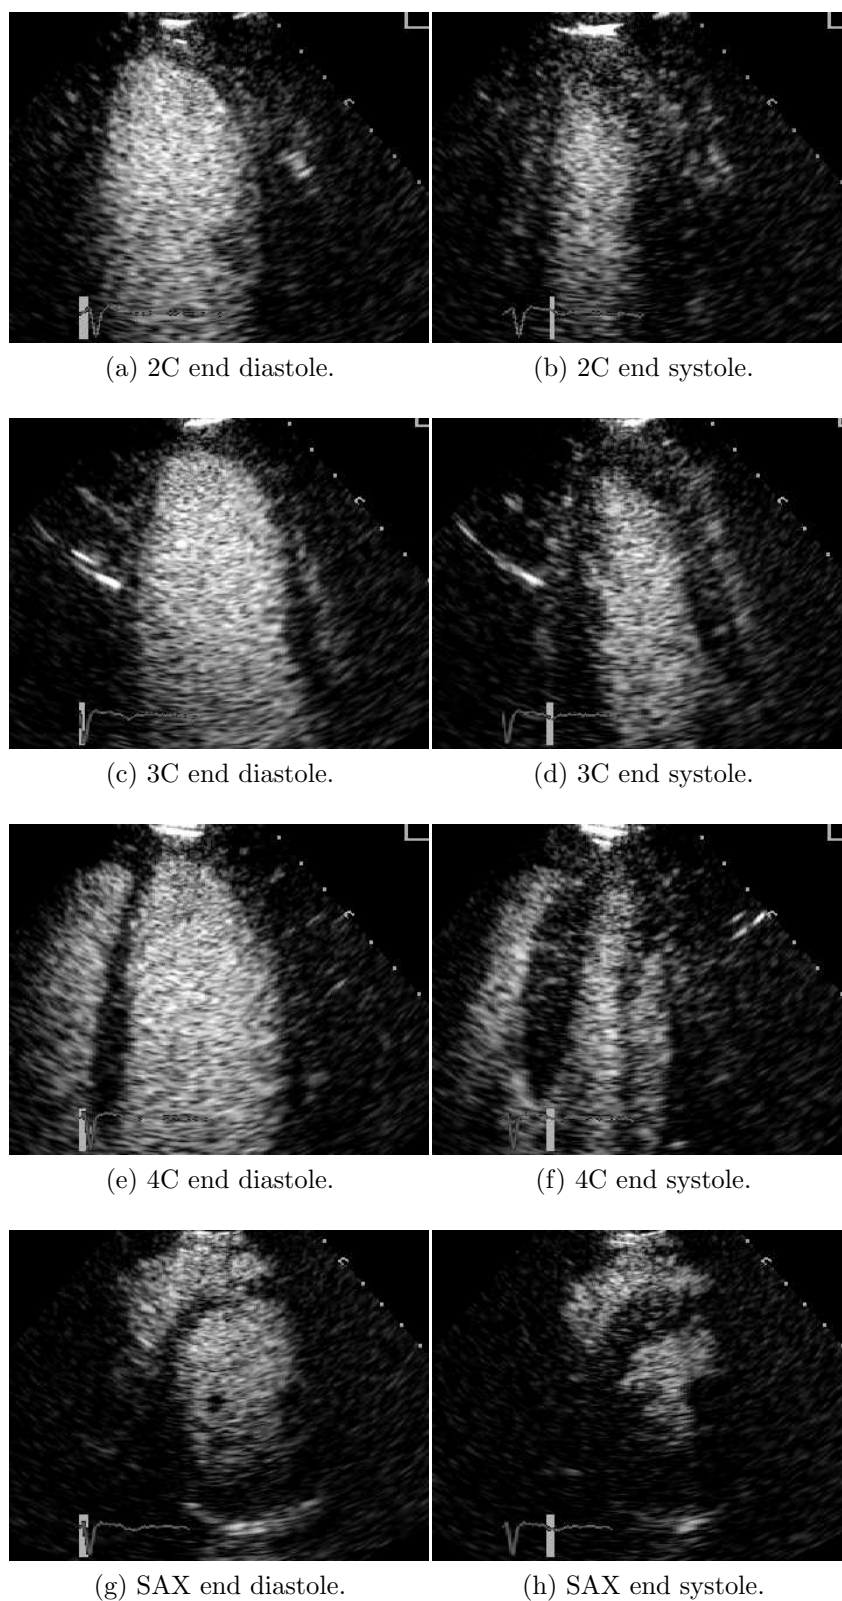 (a) 2C end diastole.
(b) 2C end systole.
(c) 3C end diastole.
(d) 3C end systole.
(e) 4C end diastole.
(f) 4C end systole.
(g) SAX end diastole.
(h) SAX end systole.